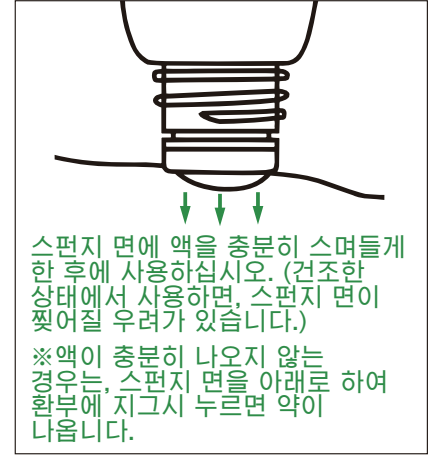 스펀지 면에 액을 충분히 스며들게
한 후에 사용하십시오. (건조한
상태에서 사용하면, 스펀지 면이
찢어질 우려가 있습니다.)
※액이 충분히 나오지 않는
경우는, 스펀지 면을 아래로 하여
환부에 지그시 누르면 약이
나옵니다.